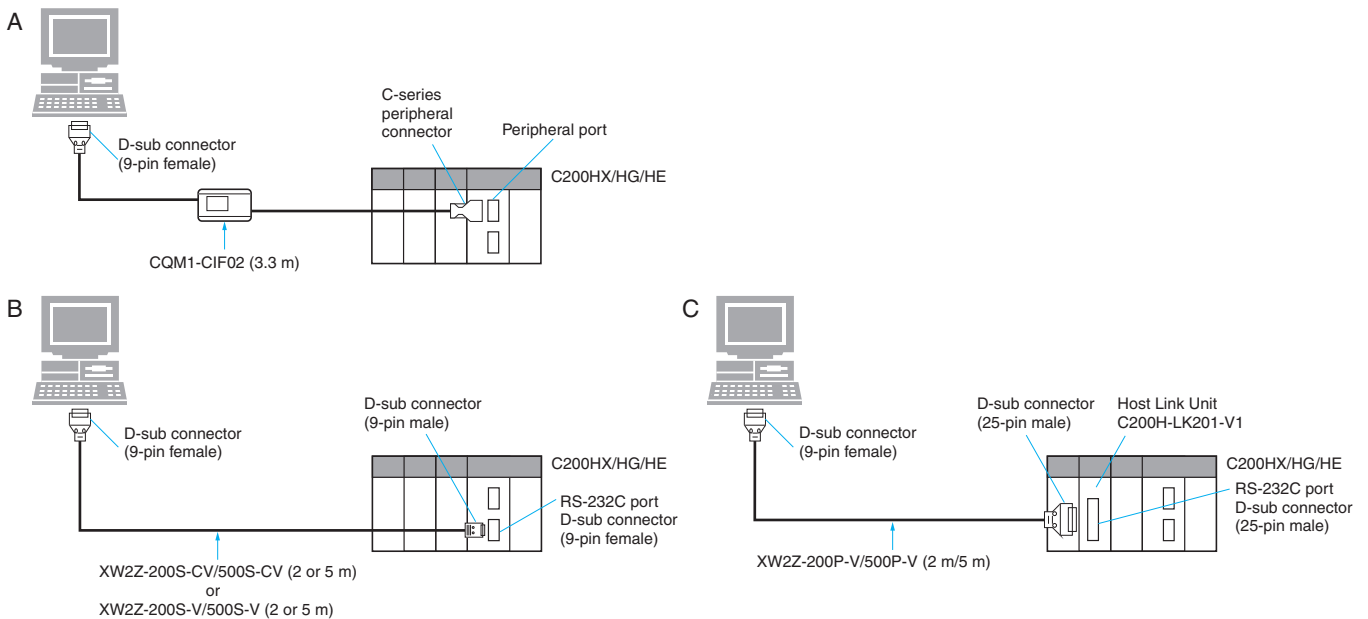 A
D-sub connector
(9-pin female)
C-series
peripheral
connector
Peripheral port
C200HX/HG/HE
CQM1-CIF02 (3.3 m)
B
D-sub connector
(9-pin female)
D-sub connector
(9-pin male)
C200HX/HG/HE
RS-232C port
D-sub connector
(9-pin female)
XW2Z-200S-CV/500S-CV (2 or 5 m)
or
XW2Z-200S-V/500S-V (2 or 5 m)
C
D-sub connector
(9-pin female)
D-sub connector
(25-pin male)
Host Link Unit
C200H-LK201-V1
C200HX/HG/HE
RS-232C port
D-sub connector
(25-pin male)
XW2Z-200P-V/500P-V (2 m/5 m)